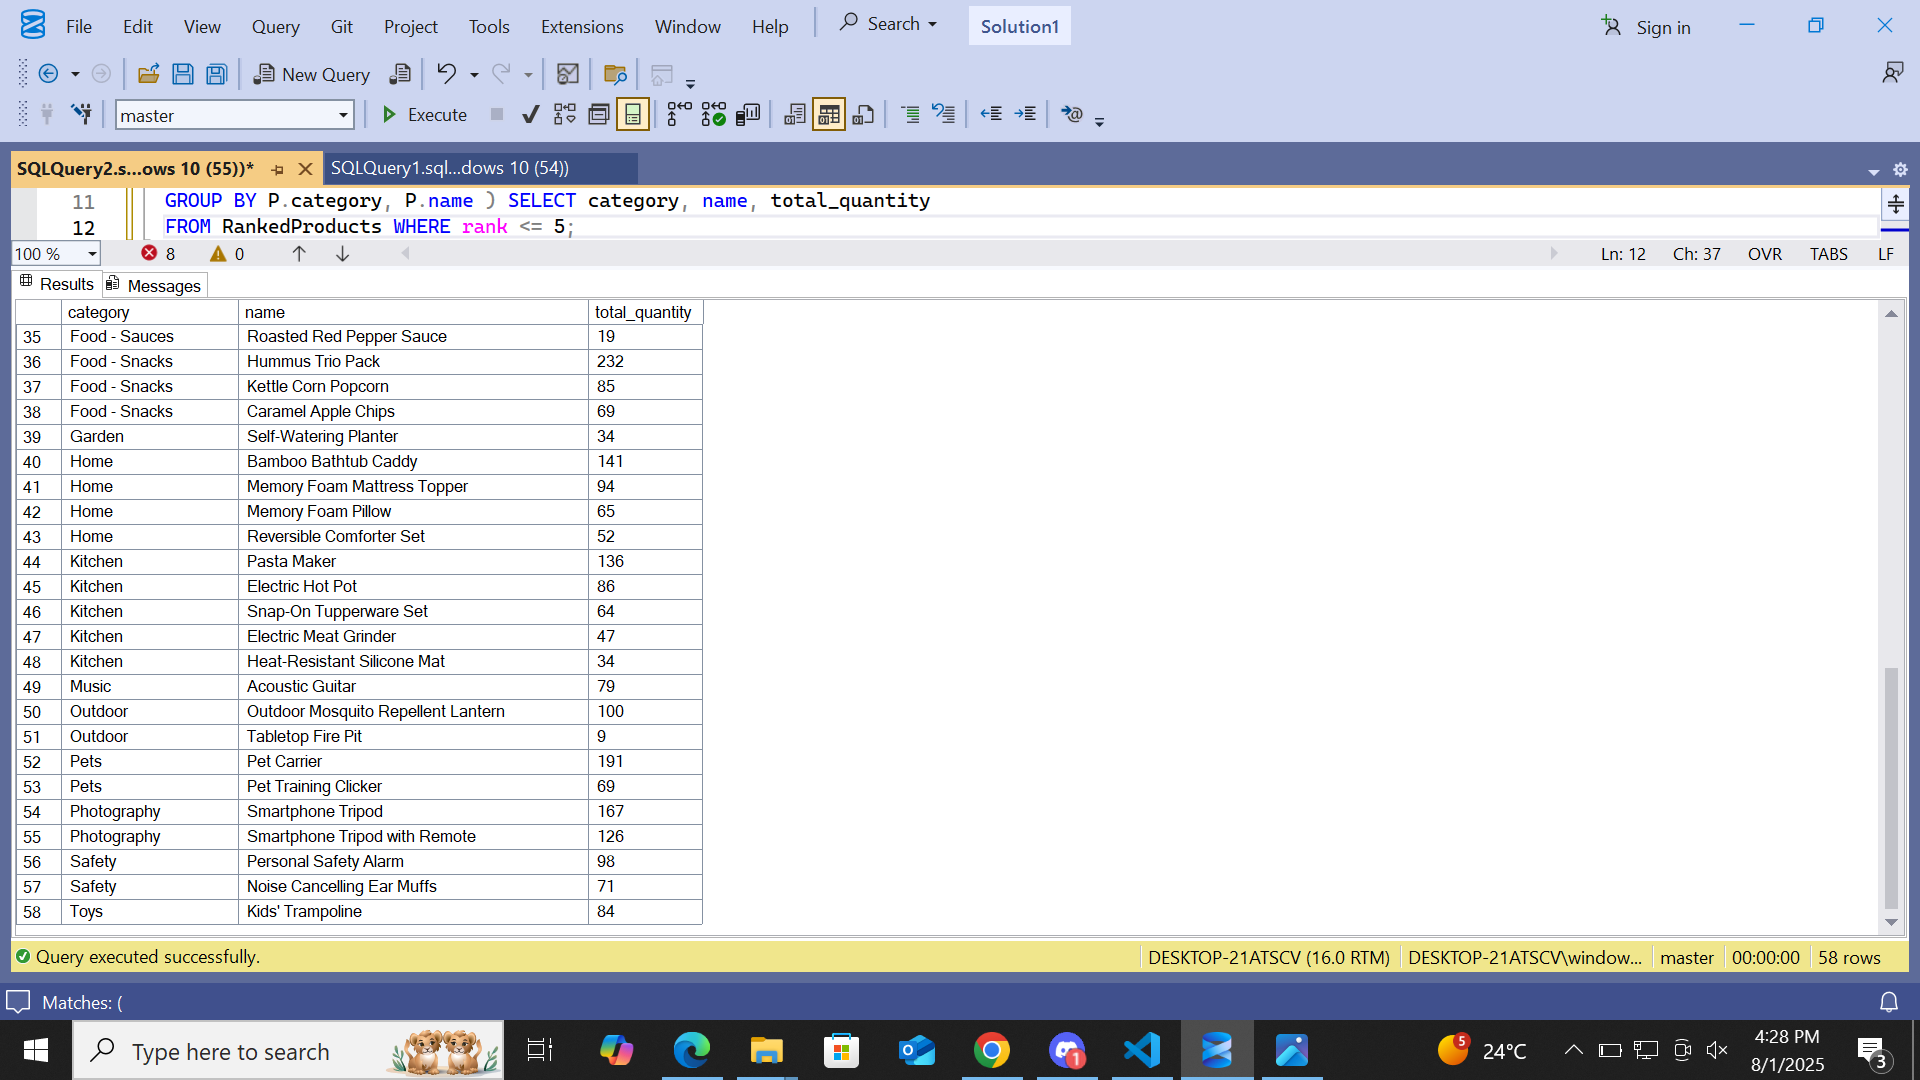 File Edit View Query Git Project Tools Extensions Window Help Search Solution1 Sign in
New Query
master Execute
SQLQuery2.s...ows 10 (55))* SQLQuery1.sql...dows 10 (54))
11 GROUP BY P.category, P.name ) SELECT category, name, total_quantity
12 FROM RankedProducts WHERE rank <= 5;
100 % 8 0 Ln: 12 Ch: 37 OVR TABS LF
Results Messages
category name total_quantity
35 Food - Sauces Roasted Red Pepper Sauce 19
36 Food - Snacks Hummus Trio Pack 232
37 Food - Snacks Kettle Corn Popcorn 85
38 Food - Snacks Caramel Apple Chips 69
39 Garden Self-Watering Planter 34
40 Home Bamboo Bathtub Caddy 141
41 Home Memory Foam Mattress Topper 94
42 Home Memory Foam Pillow 65
43 Home Reversible Comforter Set 52
44 Kitchen Pasta Maker 136
45 Kitchen Electric Hot Pot 86
46 Kitchen Snap-On Tupperware Set 64
47 Kitchen Electric Meat Grinder 47
48 Kitchen Heat-Resistant Silicone Mat 34
49 Music Acoustic Guitar 79
50 Outdoor Outdoor Mosquito Repellent Lantern 100
51 Outdoor Tabletop Fire Pit 9
52 Pets Pet Carrier 191
53 Pets Pet Training Clicker 69
54 Photography Smartphone Tripod 167
55 Photography Smartphone Tripod with Remote 126
56 Safety Personal Safety Alarm 98
57 Safety Noise Cancelling Ear Muffs 71
58 Toys Kids' Trampoline 84
Query executed successfully. DESKTOP-21ATSCV (16.0 RTM) DESKTOP-21ATSCV\window... master 00:00:00 58 rows
Matches: (
Type here to search 1 5 24°C 4:28 PM 3
8/1/2025